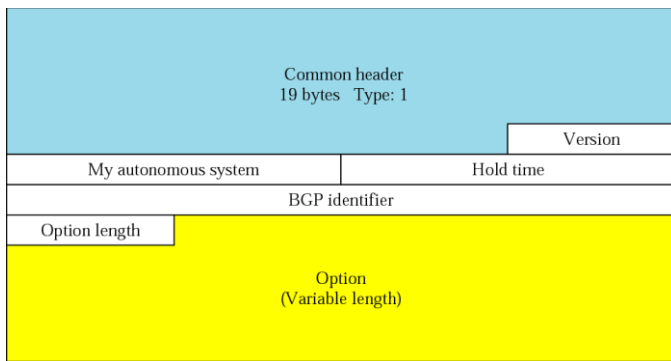 Common header
19 bytes Type: 1
Version
My autonomous system
Hold time
BGP identifier
Option length
Option
(Variable length)